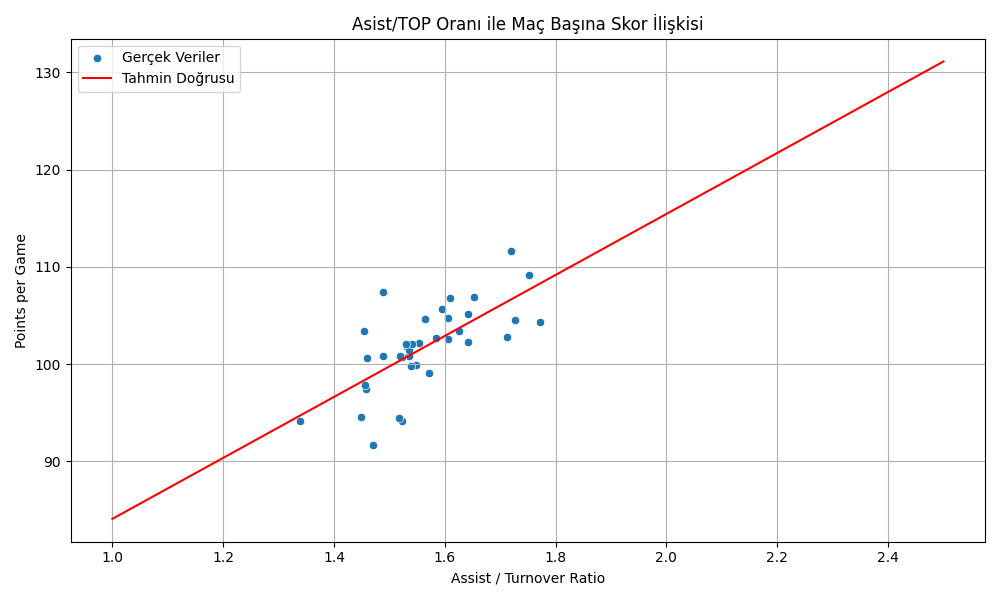 Asist/TOP Oranı ile Maç Başına Skor İlişkisi
Gerçek Veriler
Tahmin Doğrusu
Points per Game
130
120
110
100
90
1.0 1.2 1.4 1.6 1.8 2.0 2.2 2.4
Assist / Turnover Ratio